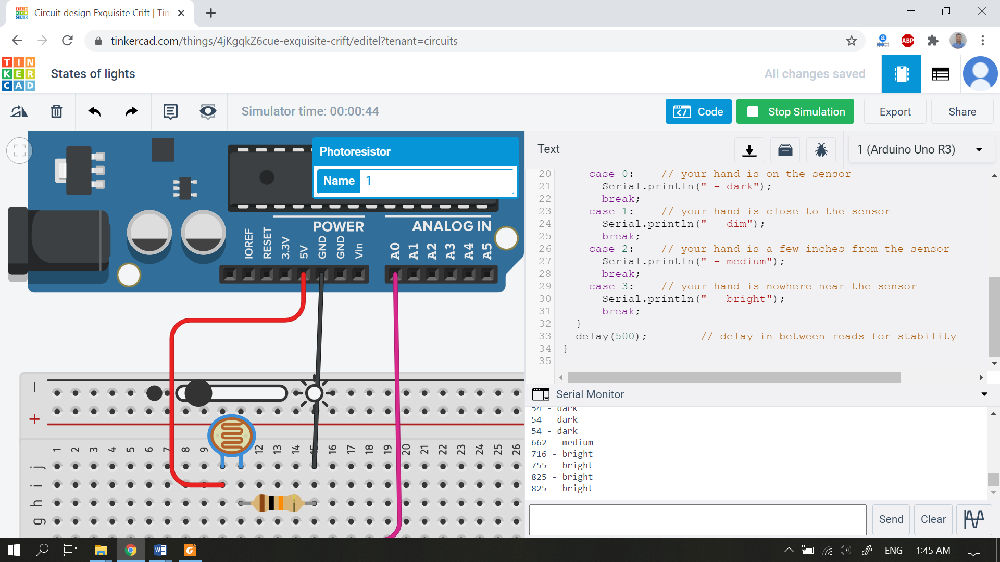 Circuit design Exquisite Crift | Tin
tinkercad.com/things/4jKgqkZ6cue-exquisite-crift/editel?tenant=circuits
ABP
TIN
KER
CAD
States of lights
All changes saved
Simulator time: 00:00:44
Code
Stop Simulation
Export
Share
Photoresistor
Name 1
POWER
ANALOG IN
IOREF
RESET
3.3V
5V
GND
GND
Vin
A0
A1
A2
A3
A4
A5
Text
1 (Arduino Uno R3)
20 case 0: // your hand is on the sensor
21 Serial.println(" - dark");
22 break;
23 case 1: // your hand is close to the sensor
24 Serial.println(" - dim");
25 break;
26 case 2: // your hand is a few inches from the sensor
27 Serial.println(" - medium");
28 break;
29 case 3: // your hand is nowhere near the sensor
30 Serial.println(" - bright");
31 break;
32 }
33 delay(500); // delay in between reads for stability
34 }
35
Serial Monitor
54 - dark
54 - dark
54 - dark
662 - medium
716 - bright
755 - bright
825 - bright
825 - bright
Send
Clear
−
+
1 2 3 4 5 6 7 8 9 12 13 14 15 16 17 18 19 20 21 22 23 24 25 26
j
i
h
g
ENG
1:45 AM